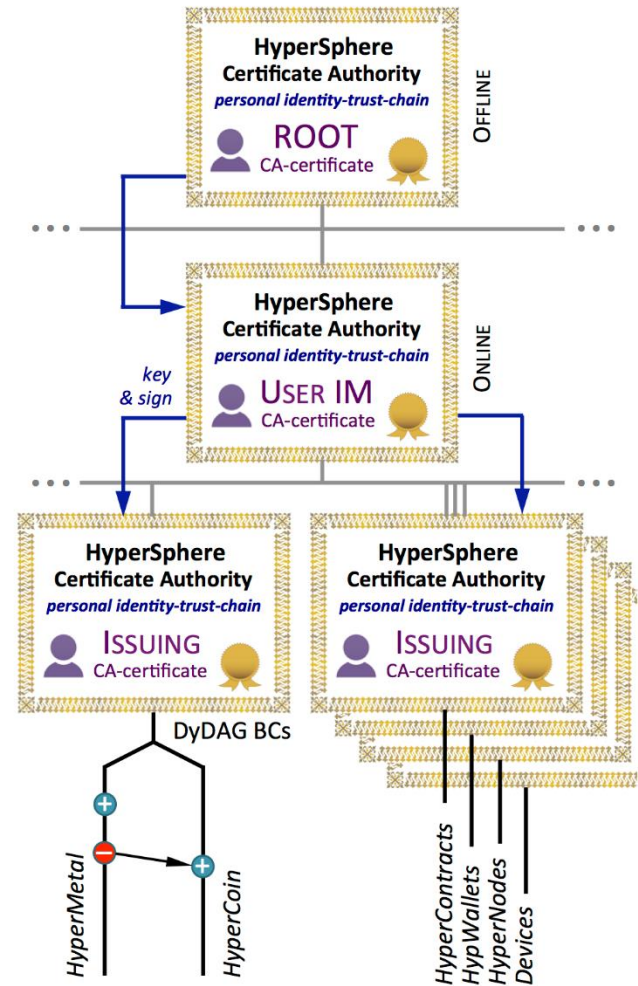 HyperSphere
Certificate Authority
personal identity-trust-chain
ROOT
CA-certificate
OFFLINE
HyperSphere
Certificate Authority
personal identity-trust-chain
USER IM
CA-certificate
ONLINE
key
& sign
HyperSphere
Certificate Authority
personal identity-trust-chain
ISSUING
CA-certificate
HyperSphere
Certificate Authority
personal identity-trust-chain
ISSUING
CA-certificate
DyDAG BCs
HyperMetal
HyperCoin
HyperContracts
HypWallets
HyperNodes
Devices